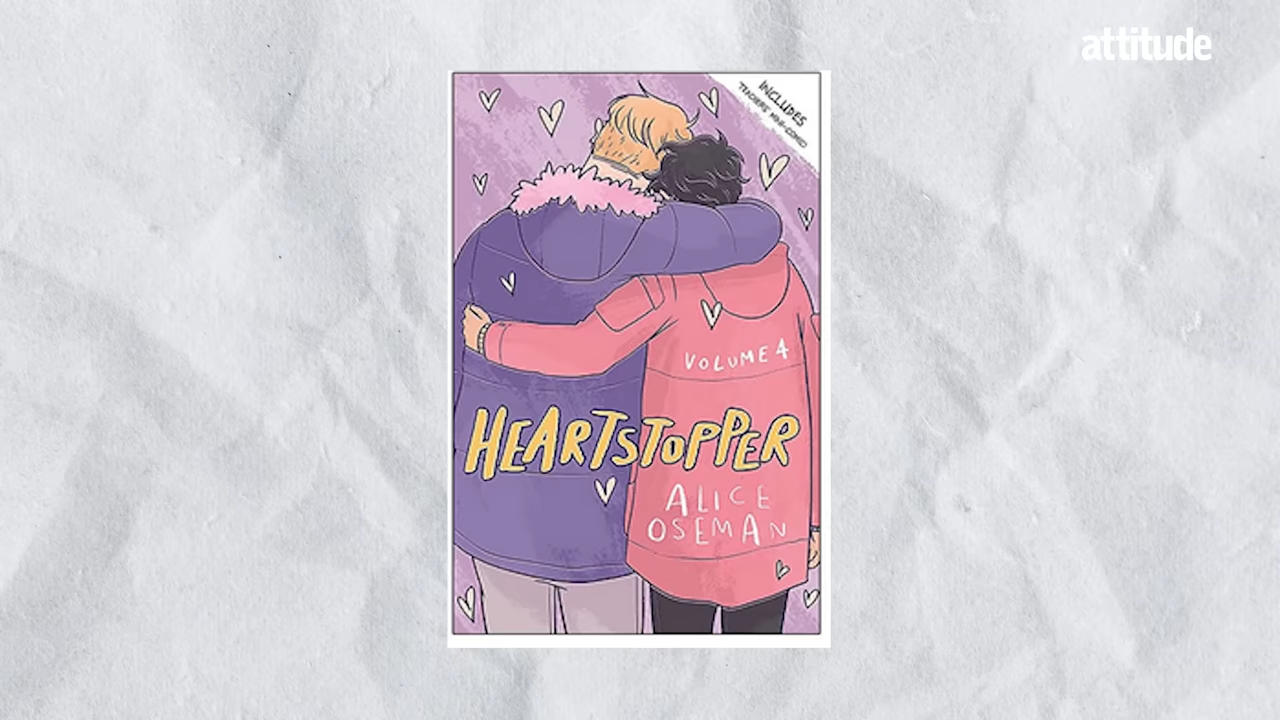 attitude
INCLUDES
TEACHERS' MINI-COMIC!
VOLUME 4
HEARTSTOPPER
ALICE
OSEMAN